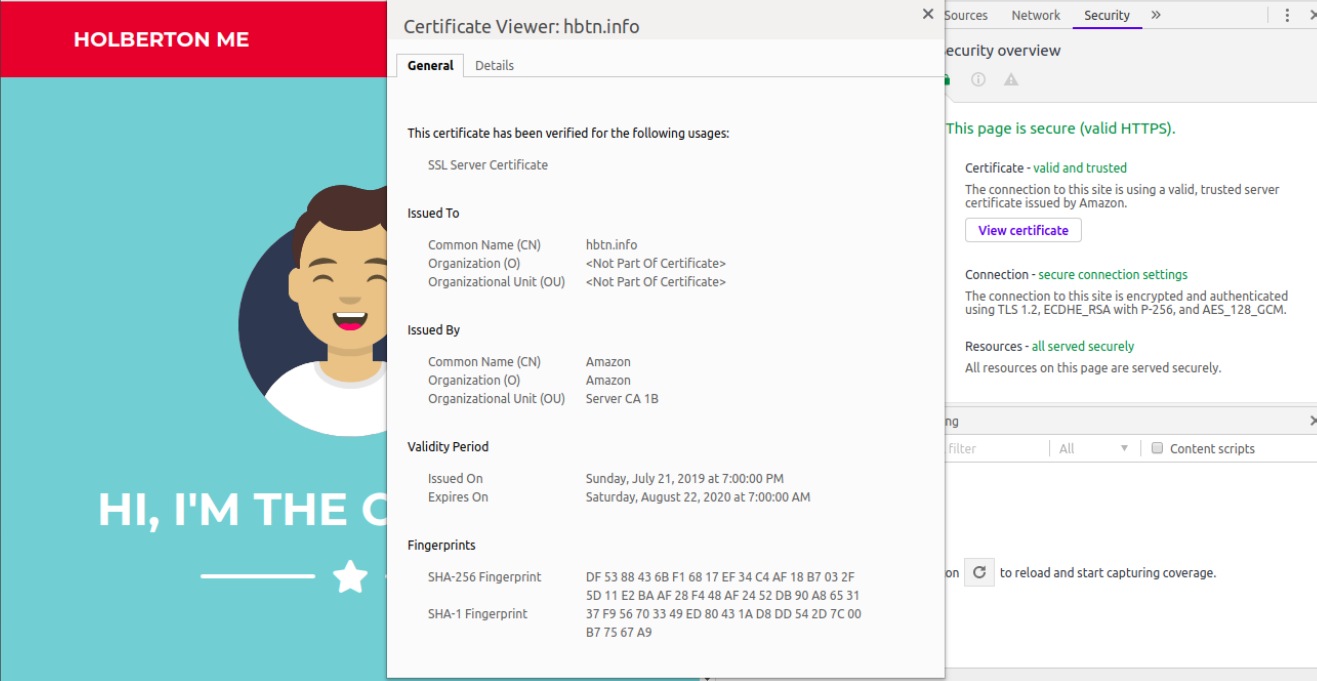 HOLBERTON ME
HI, I'M THE
Certificate Viewer: hbtn.info
General Details
This certificate has been verified for the following usages:
SSL Server Certificate
Issued To
Common Name (CN) hbtn.info
Organization (O) <Not Part Of Certificate>
Organizational Unit (OU) <Not Part Of Certificate>
Issued By
Common Name (CN) Amazon
Organization (O) Amazon
Organizational Unit (OU) Server CA 1B
Validity Period
Issued On Sunday, July 21, 2019 at 7:00:00 PM
Expires On Saturday, August 22, 2020 at 7:00:00 AM
Fingerprints
SHA-256 Fingerprint DF 53 88 43 6B F1 68 17 EF 34 C4 AF 18 B7 03 2F
5D 11 E2 BA AF 28 F4 48 AF 24 52 DB 90 A8 65 31
SHA-1 Fingerprint 37 F9 56 70 33 49 ED 80 43 1A D8 DD 54 2D 7C 00
B7 75 67 A9
Sources Network Security
ecurity overview
This page is secure (valid HTTPS).
Certificate - valid and trusted
The connection to this site is using a valid, trusted server
certificate issued by Amazon.
View certificate
Connection - secure connection settings
The connection to this site is encrypted and authenticated
using TLS 1.2, ECDHE_RSA with P-256, and AES_128_GCM.
Resources - all served securely
All resources on this page are served securely.
ng
filter All Content scripts
on to reload and start capturing coverage.